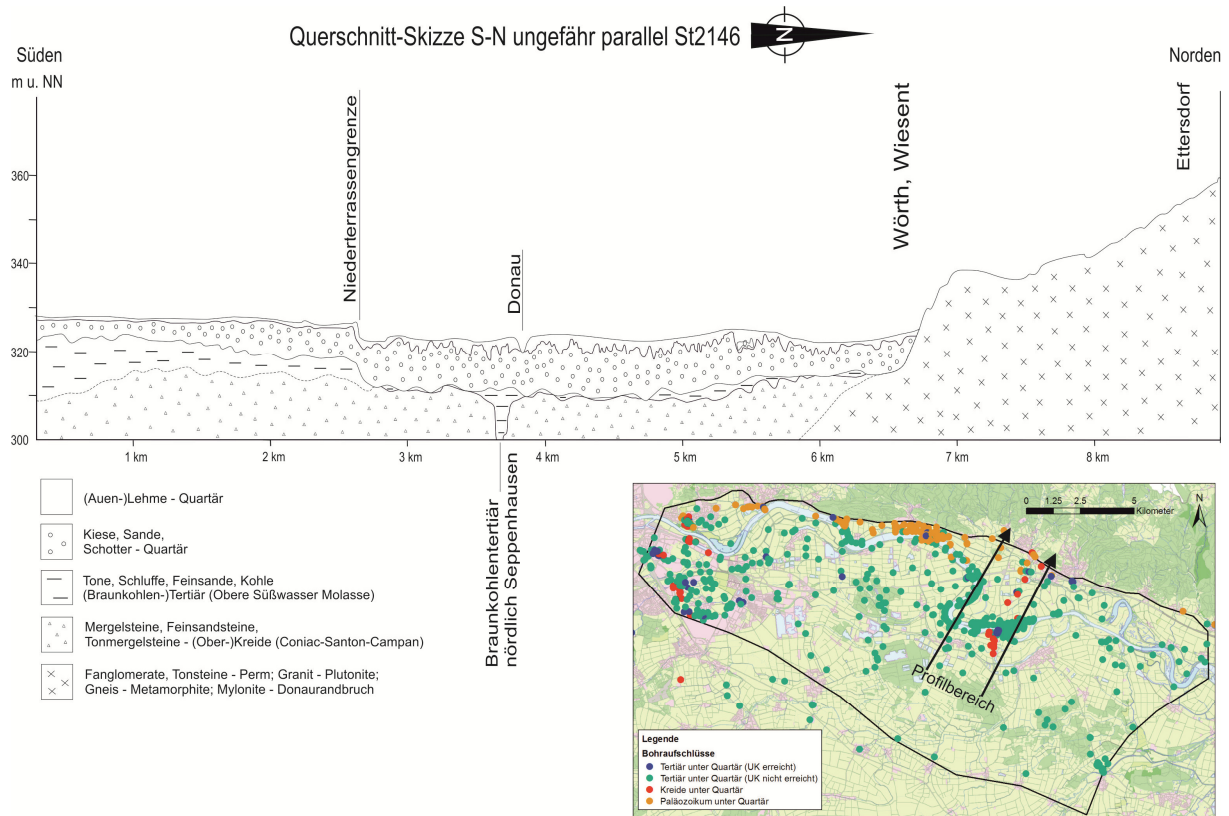 Querschnitt-Skizze S-N ungefähr parallel St2146
N
Süden
m u. NN
Norden
Niederterrassengrenze
Donau
Wörth, Wiesent
Ettersdorf
360
340
320
300
1 km
2 km
3 km
4 km
5 km
6 km
7 km
8 km
Braunkohlentertiär
nördlich Seppenhausen
(Auen-)Lehme - Quartär
Kiese, Sande,
Schotter - Quartär
Tone, Schluffe, Feinsande, Kohle
(Braunkohlen-)Tertiär (Obere Süßwasser Molasse)
Mergelsteine, Feinsandsteine,
Tonmergelsteine - (Ober-)Kreide (Coniac-Santon-Campan)
Fanglomerate, Tonsteine - Perm; Granit - Plutonite;
Gneis - Metamorphite; Mylonite - Donaurandbruch
0 1.25 2.5 5
Kilometer
N
Profilbereich
Legende
Bohraufschlüsse
Tertiär unter Quartär (UK erreicht)
Tertiär unter Quartär (UK nicht erreicht)
Kreide unter Quartär
Paläozoikum unter Quartär